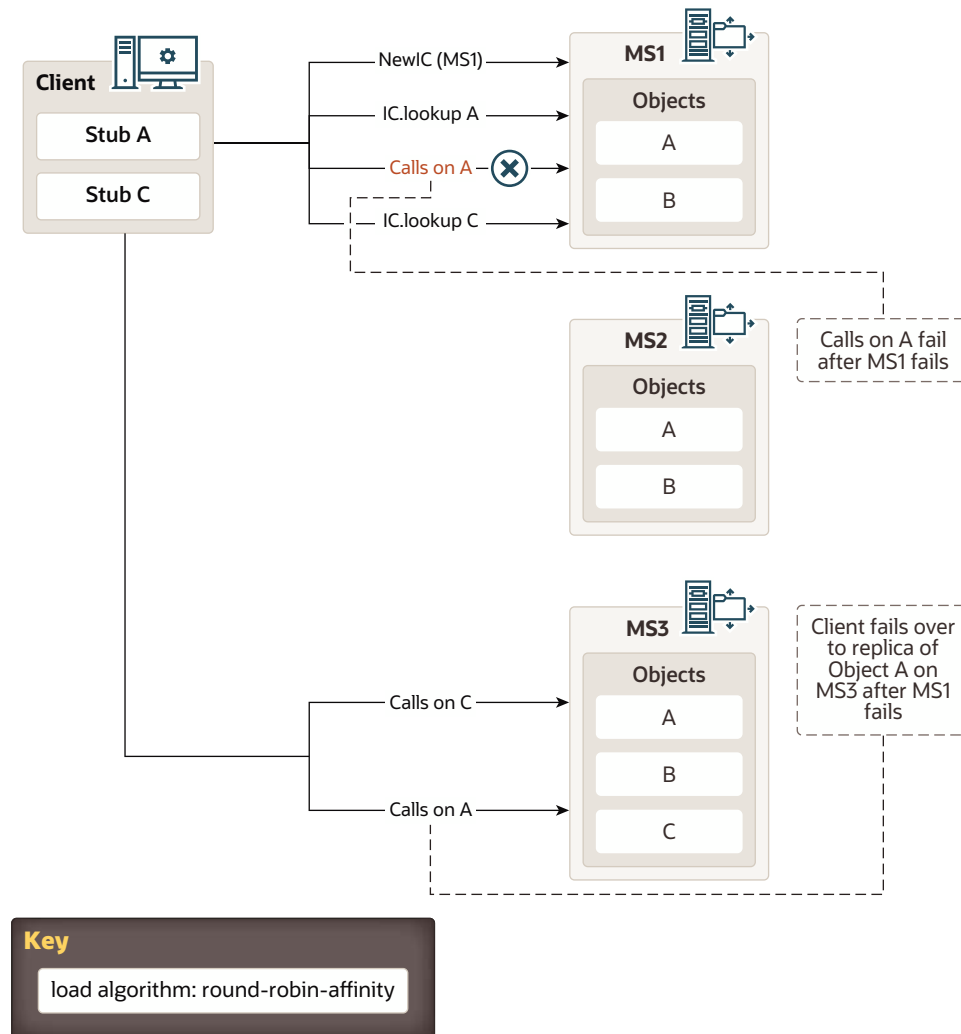 Client
Stub A
Stub C
NewIC (MS1)
IC.lookup A
Calls on A
IC.lookup C
MS1
Objects
A
B
Calls on A fail
after MS1 fails
MS2
Objects
A
B
MS3
Objects
A
B
C
Client fails over
to replica of
Object A on
MS3 after MS1
fails
Calls on C
Calls on A
Key
load algorithm: round-robin-affinity